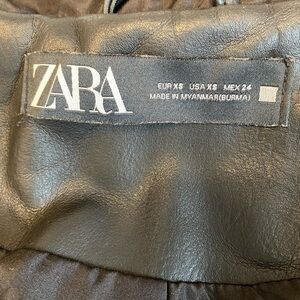 ZARA
EUR XS USA XS MEX 24
MADE IN MYANMAR(BURMA)